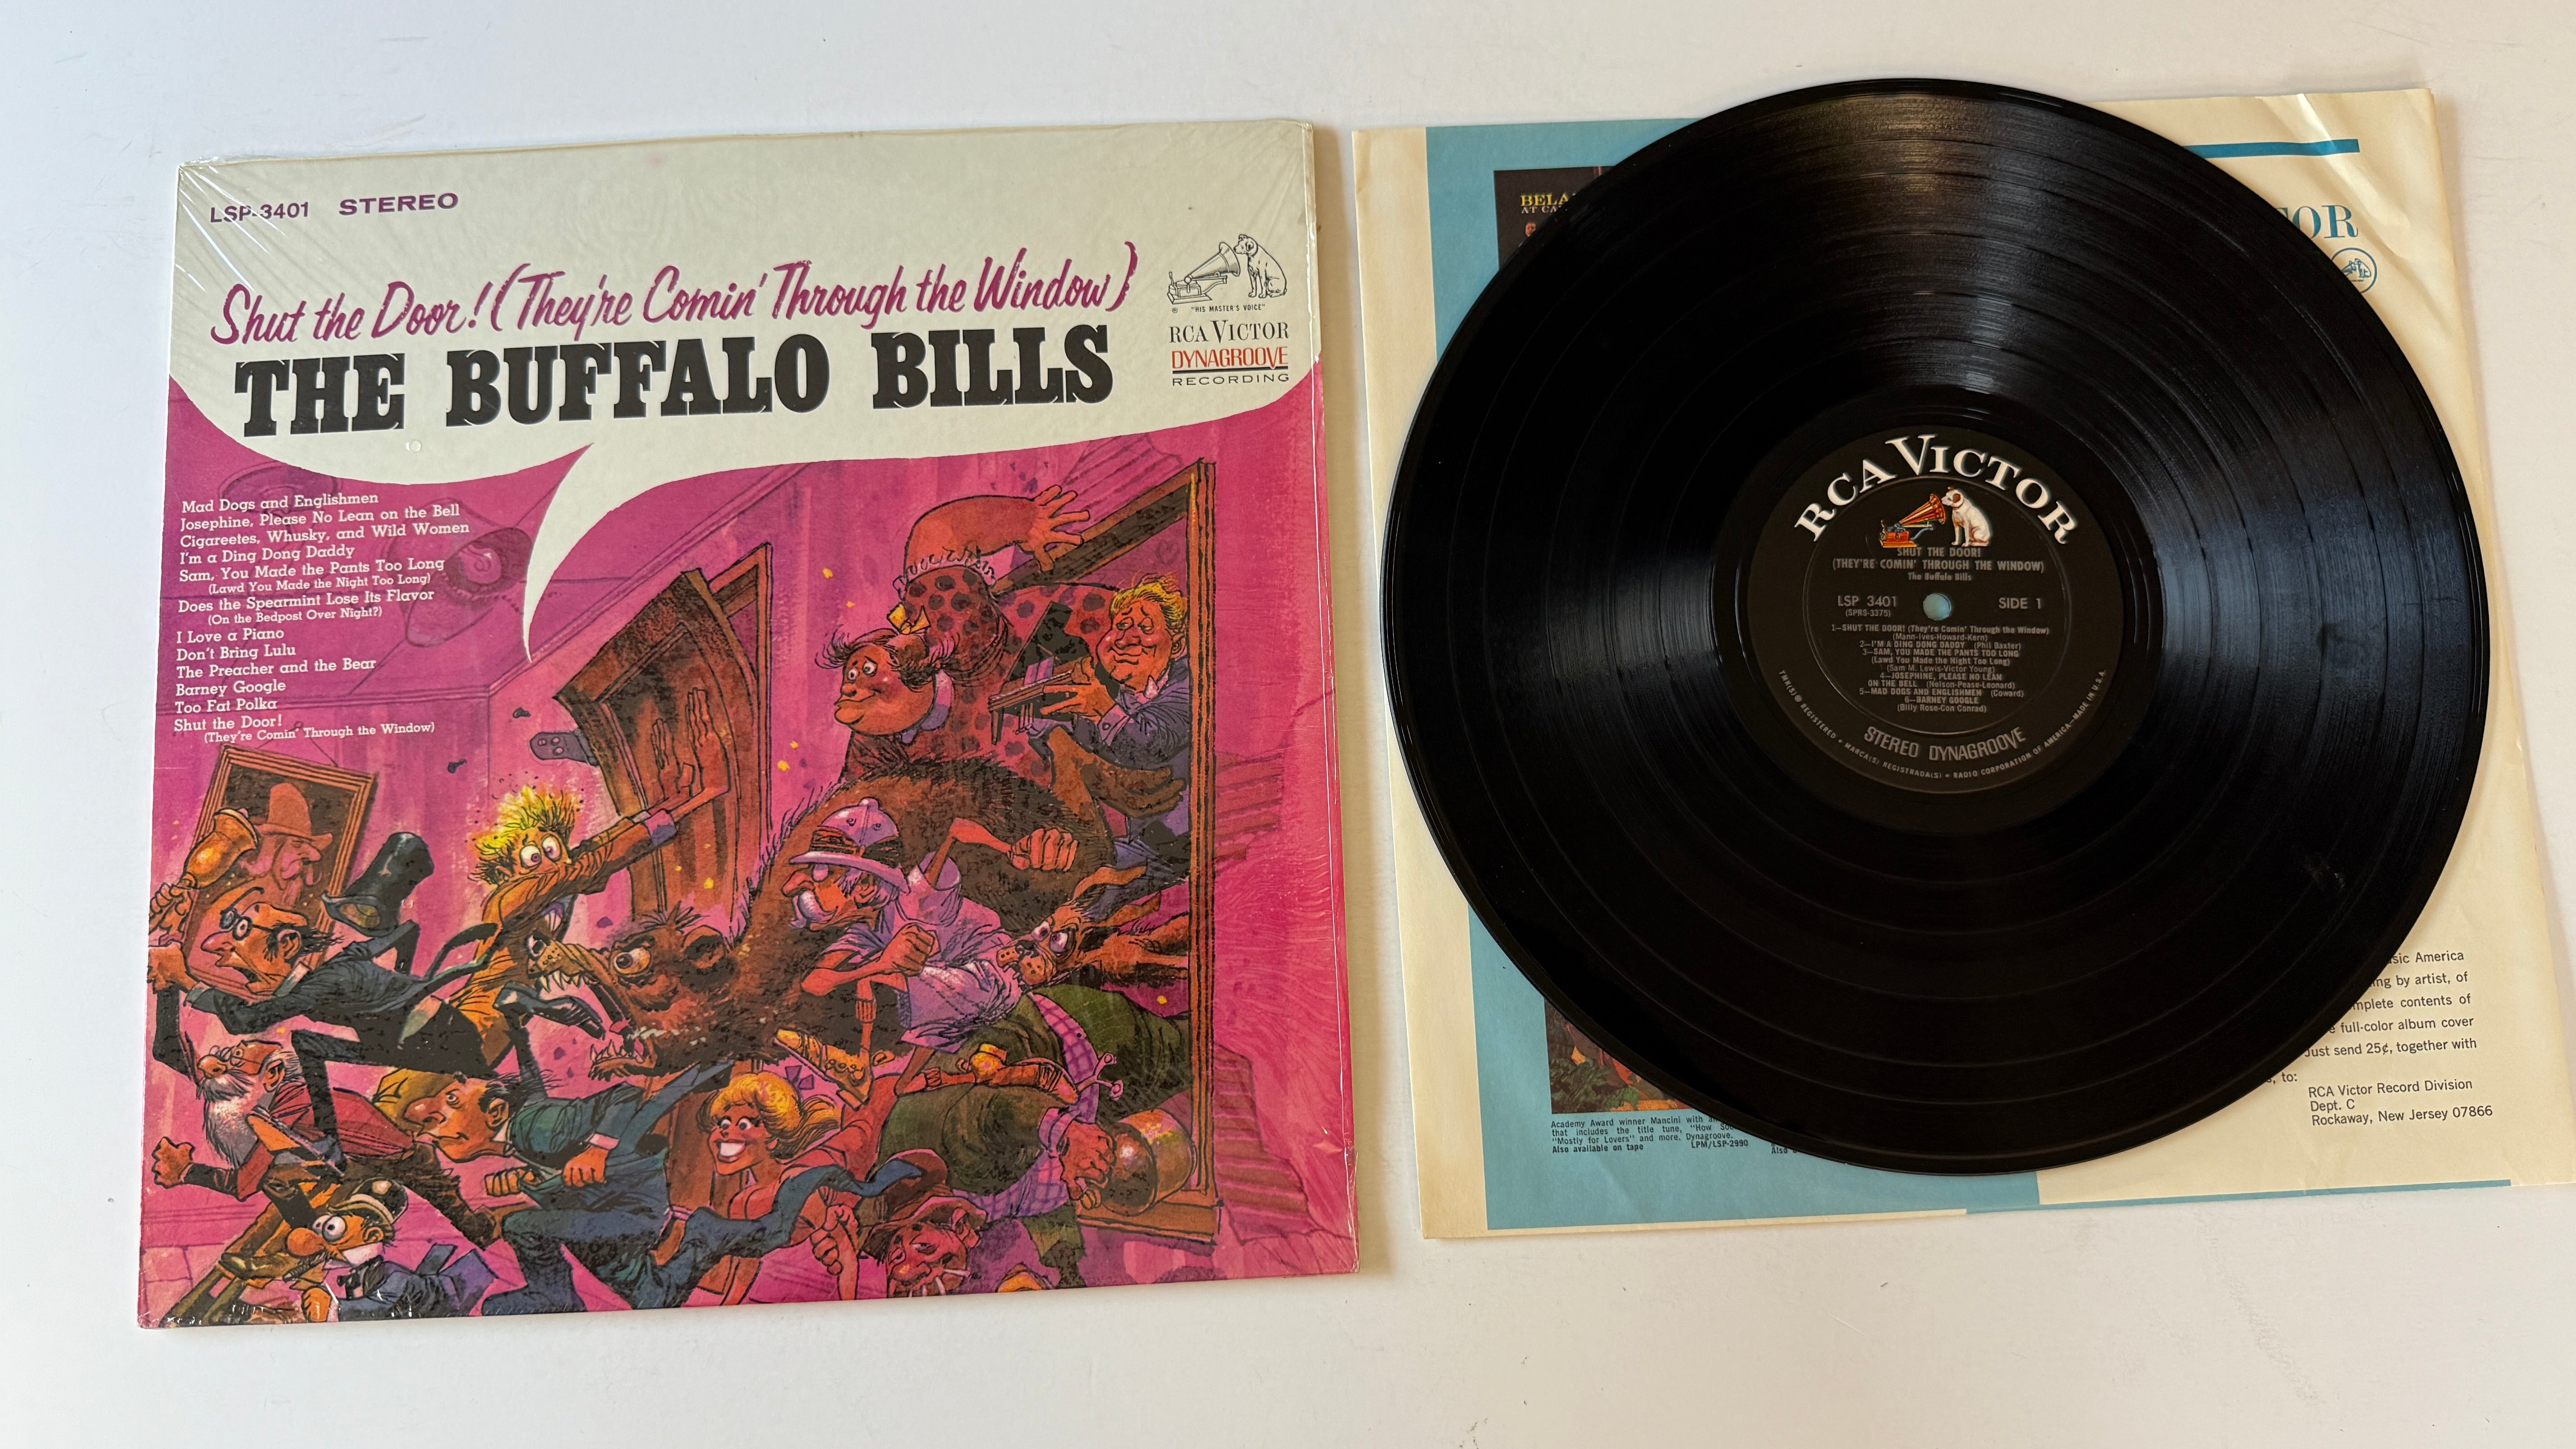 LSP-3401 STEREO
Shut the Door! (They're Comin' Through the Window)
THE BUFFALO BILLS
"HIS MASTER'S VOICE"
RCA VICTOR
DYNAGROOVE
RECORDING
Mad Dogs and Englishmen
Josephine, Please No Lean on the Bell
Cigareetes, Whusky, and Wild Women
I'm a Ding Dong Daddy
Sam, You Made the Pants Too Long
(Lawd You Made the Night Too Long)
Does the Spearmint Lose Its Flavor
(On the Bedpost Over Night?)
I Love a Piano
Don't Bring Lulu
The Preacher and the Bear
Barney Google
Too Fat Polka
Shut the Door!
(They're Comin' Through the Window)
RCA VICTOR
SHUT THE DOOR!
(THEY'RE COMIN' THROUGH THE WINDOW)
The Buffalo Bills
LSP 3401 SIDE 1
(SPRS-3375)
1—SHUT THE DOOR! (They're Comin' Through the Window)
(Mann-Ives-Howard-Kern)
2—I'M A DING DONG DADDY (Phil Baxter)
3—SAM, YOU MADE THE PANTS TOO LONG
(Lawd You Made the Night Too Long)
(Sam M. Lewis-Victor Young)
4—JOSEPHINE, PLEASE NO LEAN
ON THE BELL (Nelson-Pease-Leonard)
5—MAD DOGS AND ENGLISHMEN (Coward)
6—BARNEY GOOGLE
(Billy Rose-Con Conrad)
STEREO DYNAGROOVE
TMK(S) ® REGISTERED • MARCA(S) REGISTRADA(S) • RADIO CORPORATION OF AMERICA—MADE IN U.S.A.
BELA
AT CA
TOR
sic America
ing by artist, of
mplete contents of
e full-color album cover
Just send 25¢, together with
to:
RCA Victor Record Division
Dept. C
Rockaway, New Jersey 07866
Academy Award winner Mancini with
that includes the title tune, "How
"Mostly for Lovers" and more. Dynagroove.
Also available on tape LPM/LSP-2990
Also